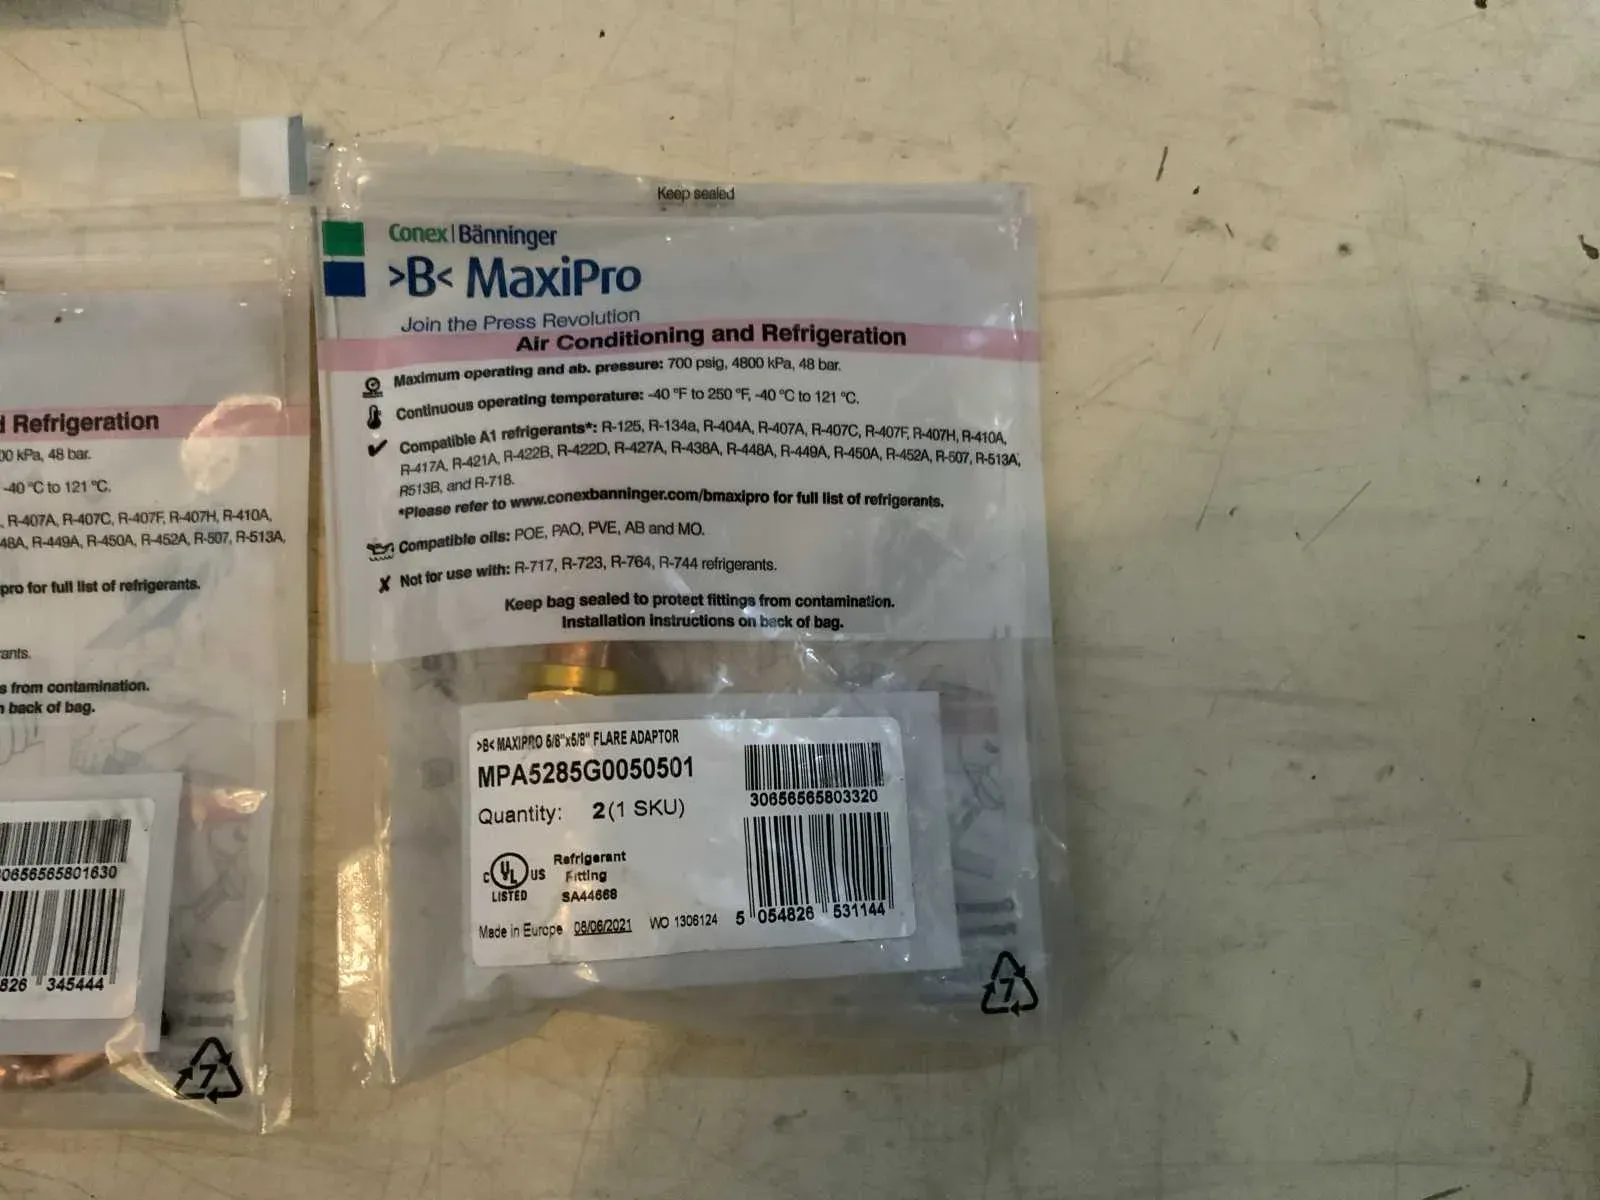 Keep sealed
Conex|Bänninger
>B< MaxiPro
Join the Press Revolution
Air Conditioning and Refrigeration
Maximum operating and ab. pressure: 700 psig, 4800 kPa, 48 bar.
Continuous operating temperature: -40 °F to 250 °F, -40 °C to 121 °C.
Compatible A1 refrigerants*: R-125, R-134a, R-404A, R-407A, R-407C, R-407F, R-407H, R-410A,
R-417A, R-421A, R-422B, R-422D, R-427A, R-438A, R-448A, R-449A, R-450A, R-452A, R-507, R-513A,
R513B, and R-718.
*Please refer to www.conexbanninger.com/bmaxipro for full list of refrigerants.
Compatible oils: POE, PAO, PVE, AB and MO.
Not for use with: R-717, R-723, R-764, R-744 refrigerants.
Keep bag sealed to protect fittings from contamination.
Installation instructions on back of bag.
>B< MAXIPRO 5/8"x5/8" FLARE ADAPTOR
MPA5285G0050501
30656565803320
Quantity: 2(1 SKU)
C UL US
LISTED
Refrigerant
Fitting
SA44668
Made in Europe 08/06/2021 WO 1306124
5 054826 531144
7
Refrigeration
00 kPa, 48 bar.
-40 °C to 121 °C.
, R-407A, R-407C, R-407F, R-407H, R-410A,
48A, R-449A, R-450A, R-452A, R-507, R-513A,
pro for full list of refrigerants.
rants.
s from contamination.
n back of bag.
0656565801630
826 345444
7